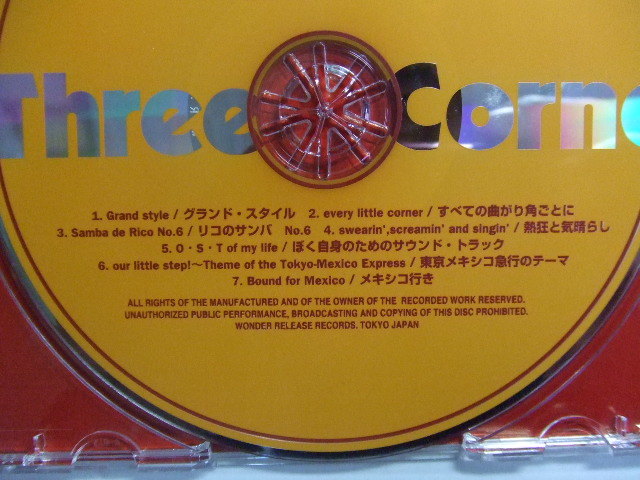 Three Corne
1. Grand style / グランド・スタイル 2. every little corner / すべての曲がり角ごとに
3. Samba de Rico No.6 / リコのサンバ No.6 4. swearin',screamin' and singin' / 熱狂と気晴らし
5. O・S・T of my life / ぼく自身のためのサウンド・トラック
6. our little step!〜Theme of the Tokyo-Mexico Express / 東京メキシコ急行のテーマ
7. Bound for Mexico / メキシコ行き
ALL RIGHTS OF THE MANUFACTURED AND OF THE OWNER OF THE RECORDED WORK RESERVED.
UNAUTHORIZED PUBLIC PERFORMANCE, BROADCASTING AND COPYING OF THIS DISC PROHIBITED.
WONDER RELEASE RECORDS, TOKYO JAPAN